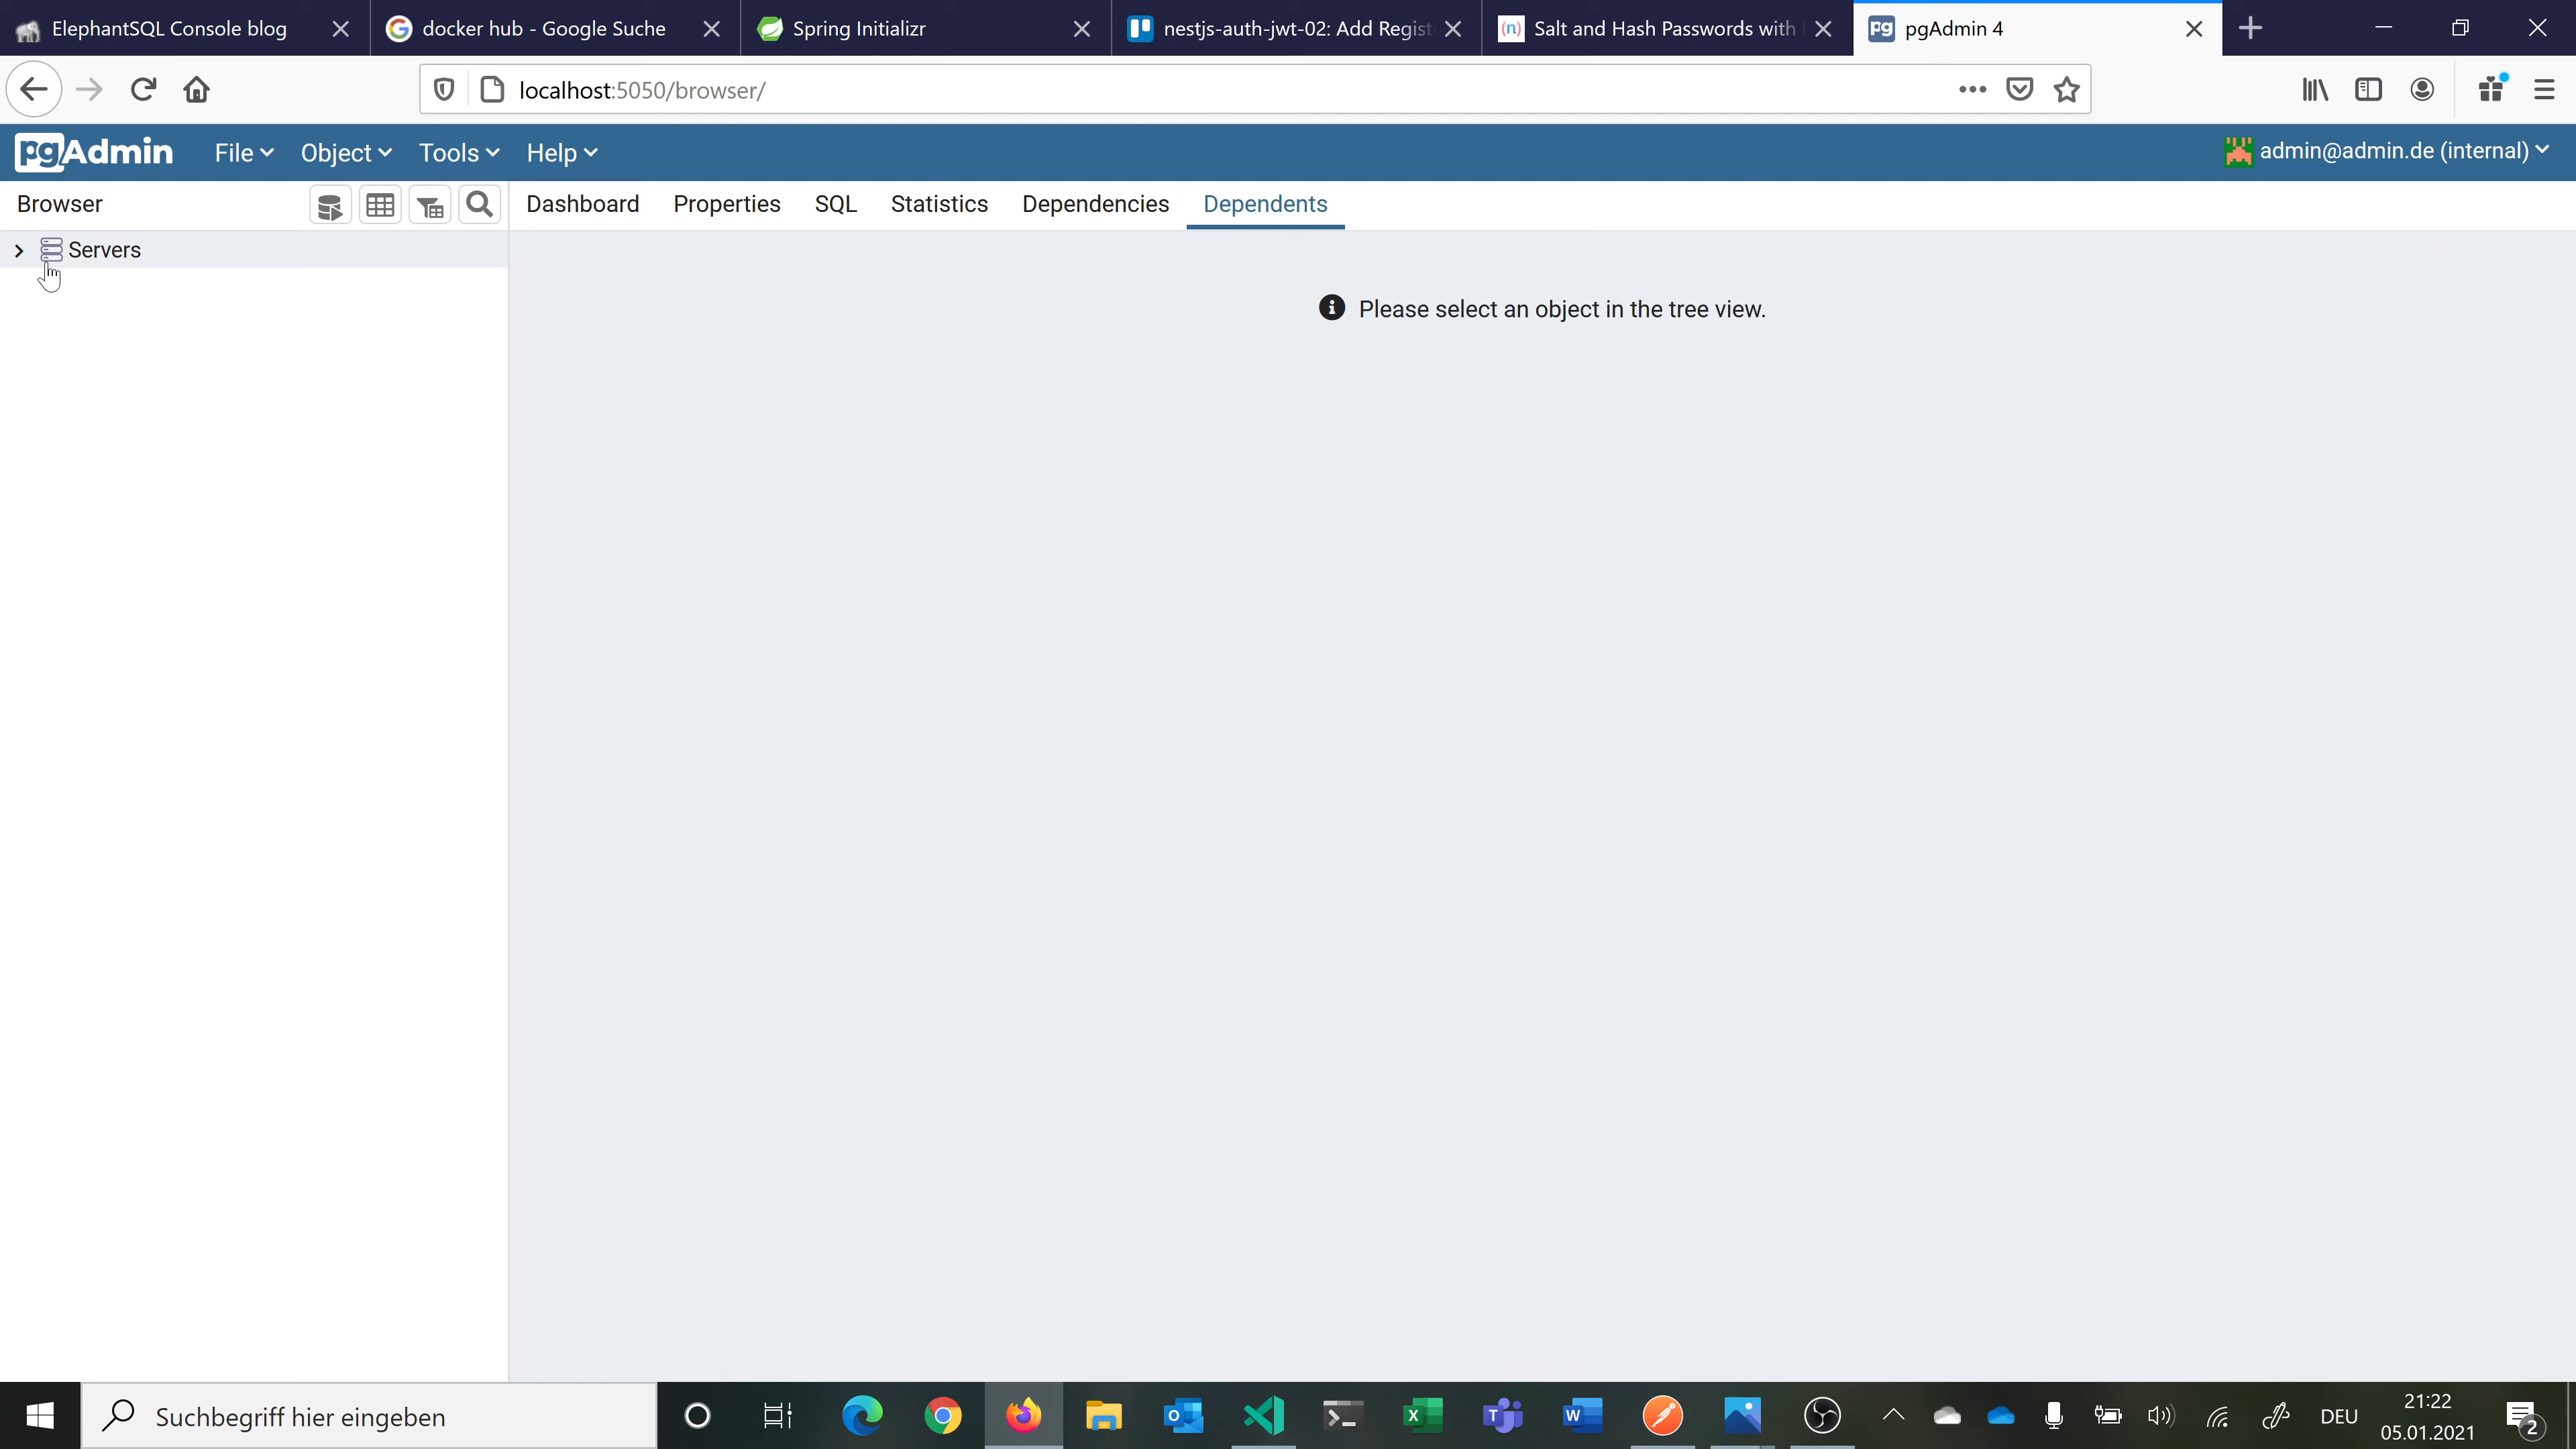 ElephantSQL Console blog
docker hub - Google Suche
Spring Initializr
nestjs-auth-jwt-02: Add Regist
Salt and Hash Passwords with
pg pgAdmin 4
localhost:5050/browser/
pgAdmin File Object Tools Help admin@admin.de (internal)
Browser
Dashboard Properties SQL Statistics Dependencies Dependents
Servers
Please select an object in the tree view.
Suchbegriff hier eingeben
DEU
21:22
05.01.2021
2